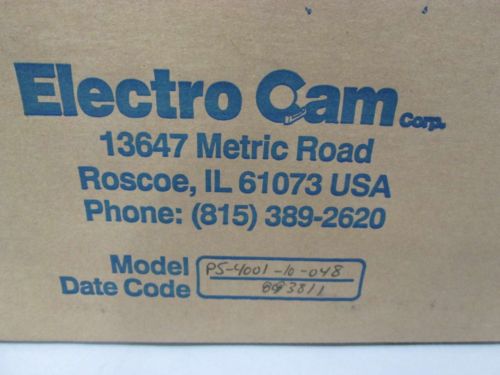 Electro Cam Corp.
13647 Metric Road
Roscoe, IL 61073 USA
Phone: (815) 389-2620
Model PS-4001-10-048
Date Code